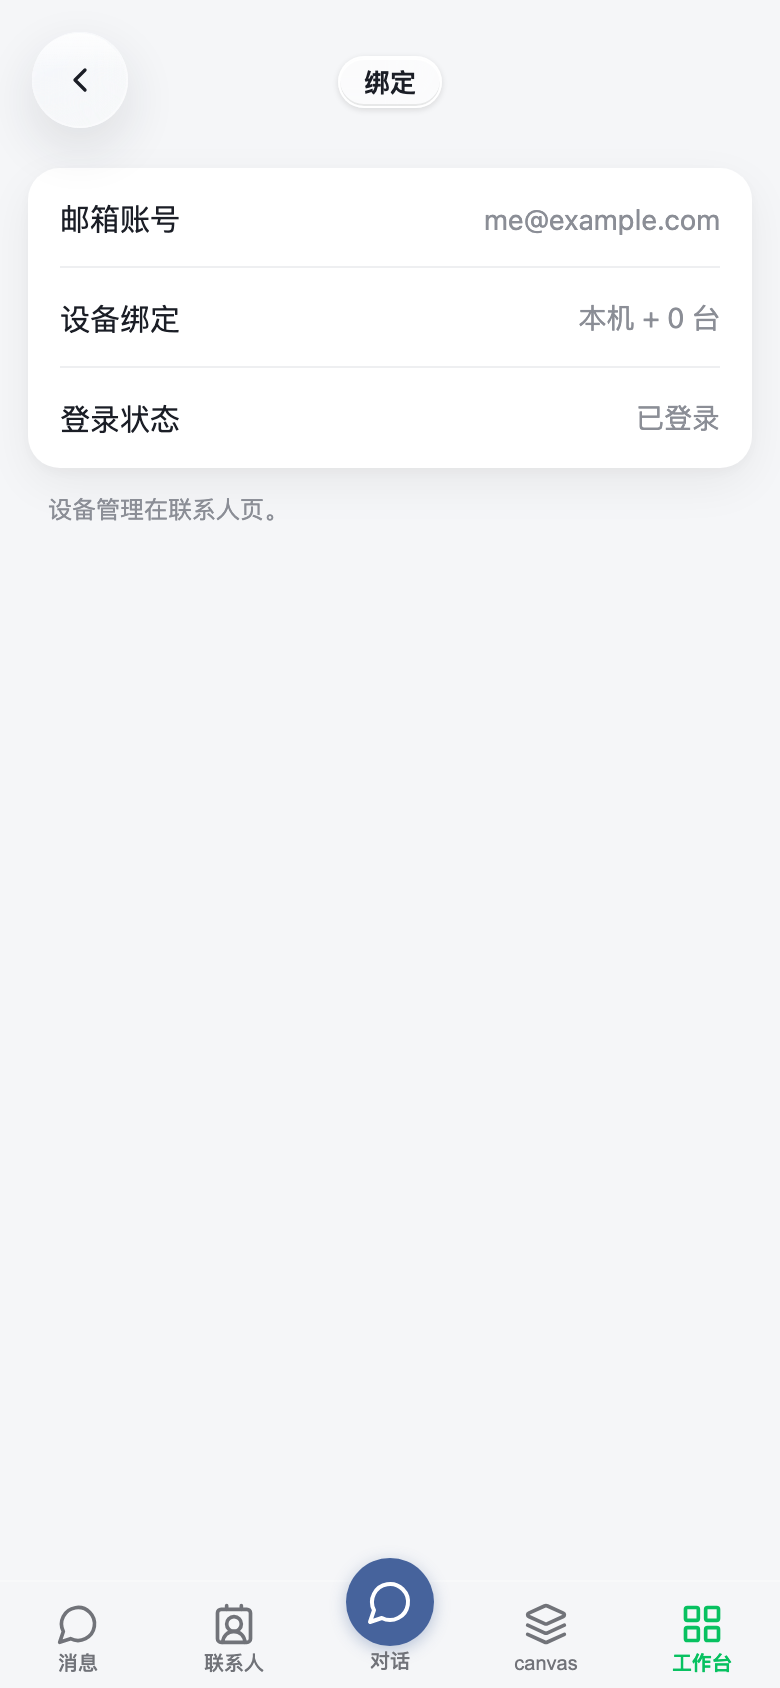 绑定
邮箱账号 me@example.com
设备绑定 本机 + 0 台
登录状态 已登录
设备管理在联系人页。
消息 联系人 对话 canvas 工作台